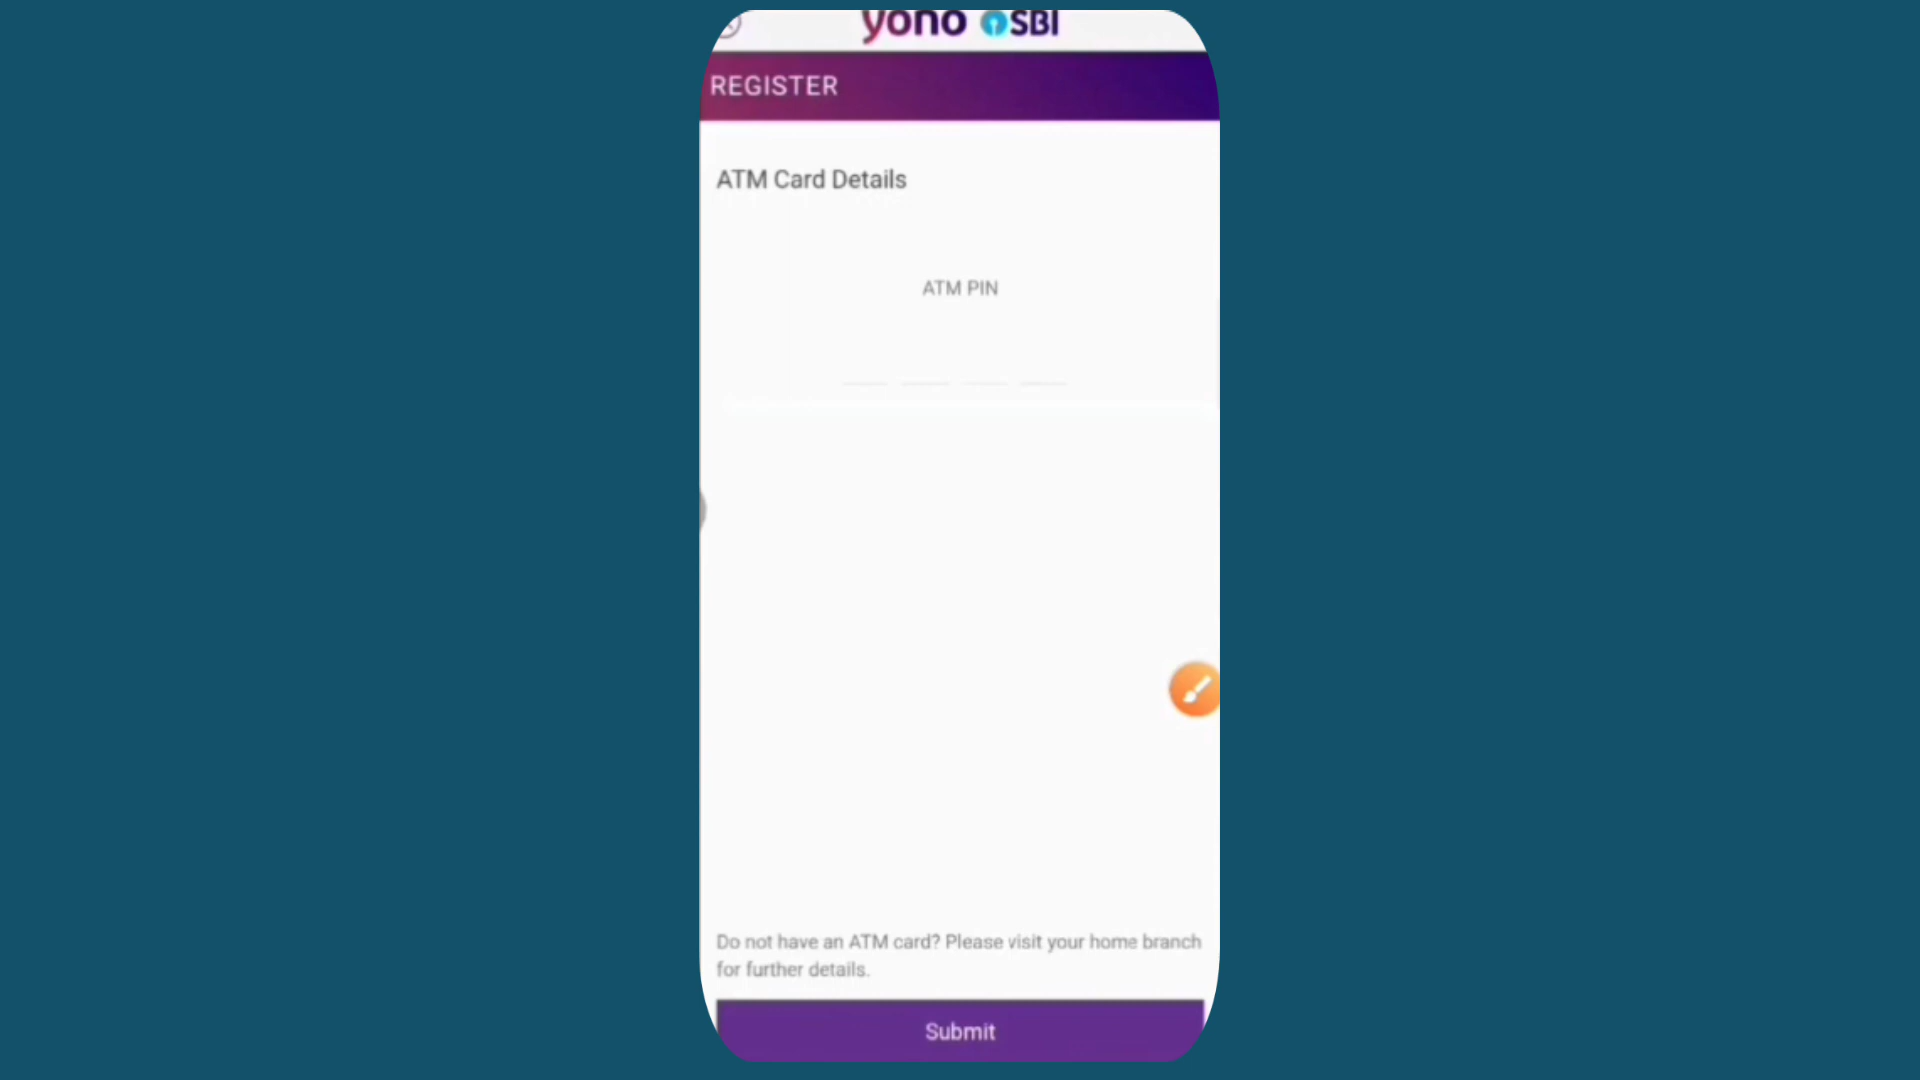 yono SBI
REGISTER
ATM Card Details
ATM PIN
Do not have an ATM card? Please visit your home branch
for further details.
Submit